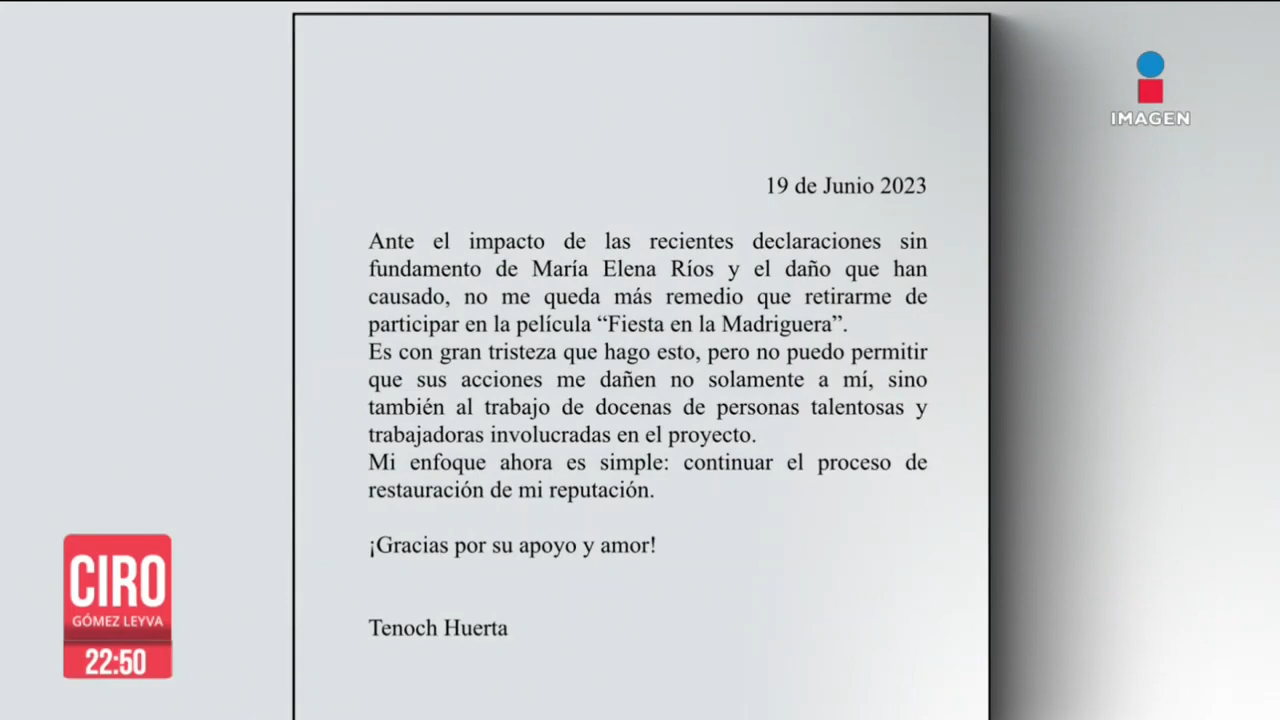 IMAGEN
19 de Junio 2023
Ante el impacto de las recientes declaraciones sin
fundamento de María Elena Ríos y el daño que han
causado, no me queda más remedio que retirarme de
participar en la película “Fiesta en la Madriguera”.
Es con gran tristeza que hago esto, pero no puedo permitir
que sus acciones me dañen no solamente a mí, sino
también al trabajo de docenas de personas talentosas y
trabajadoras involucradas en el proyecto.
Mi enfoque ahora es simple: continuar el proceso de
restauración de mi reputación.
¡Gracias por su apoyo y amor!
Tenoch Huerta
CIRO
GÓMEZ LEYVA
22:50